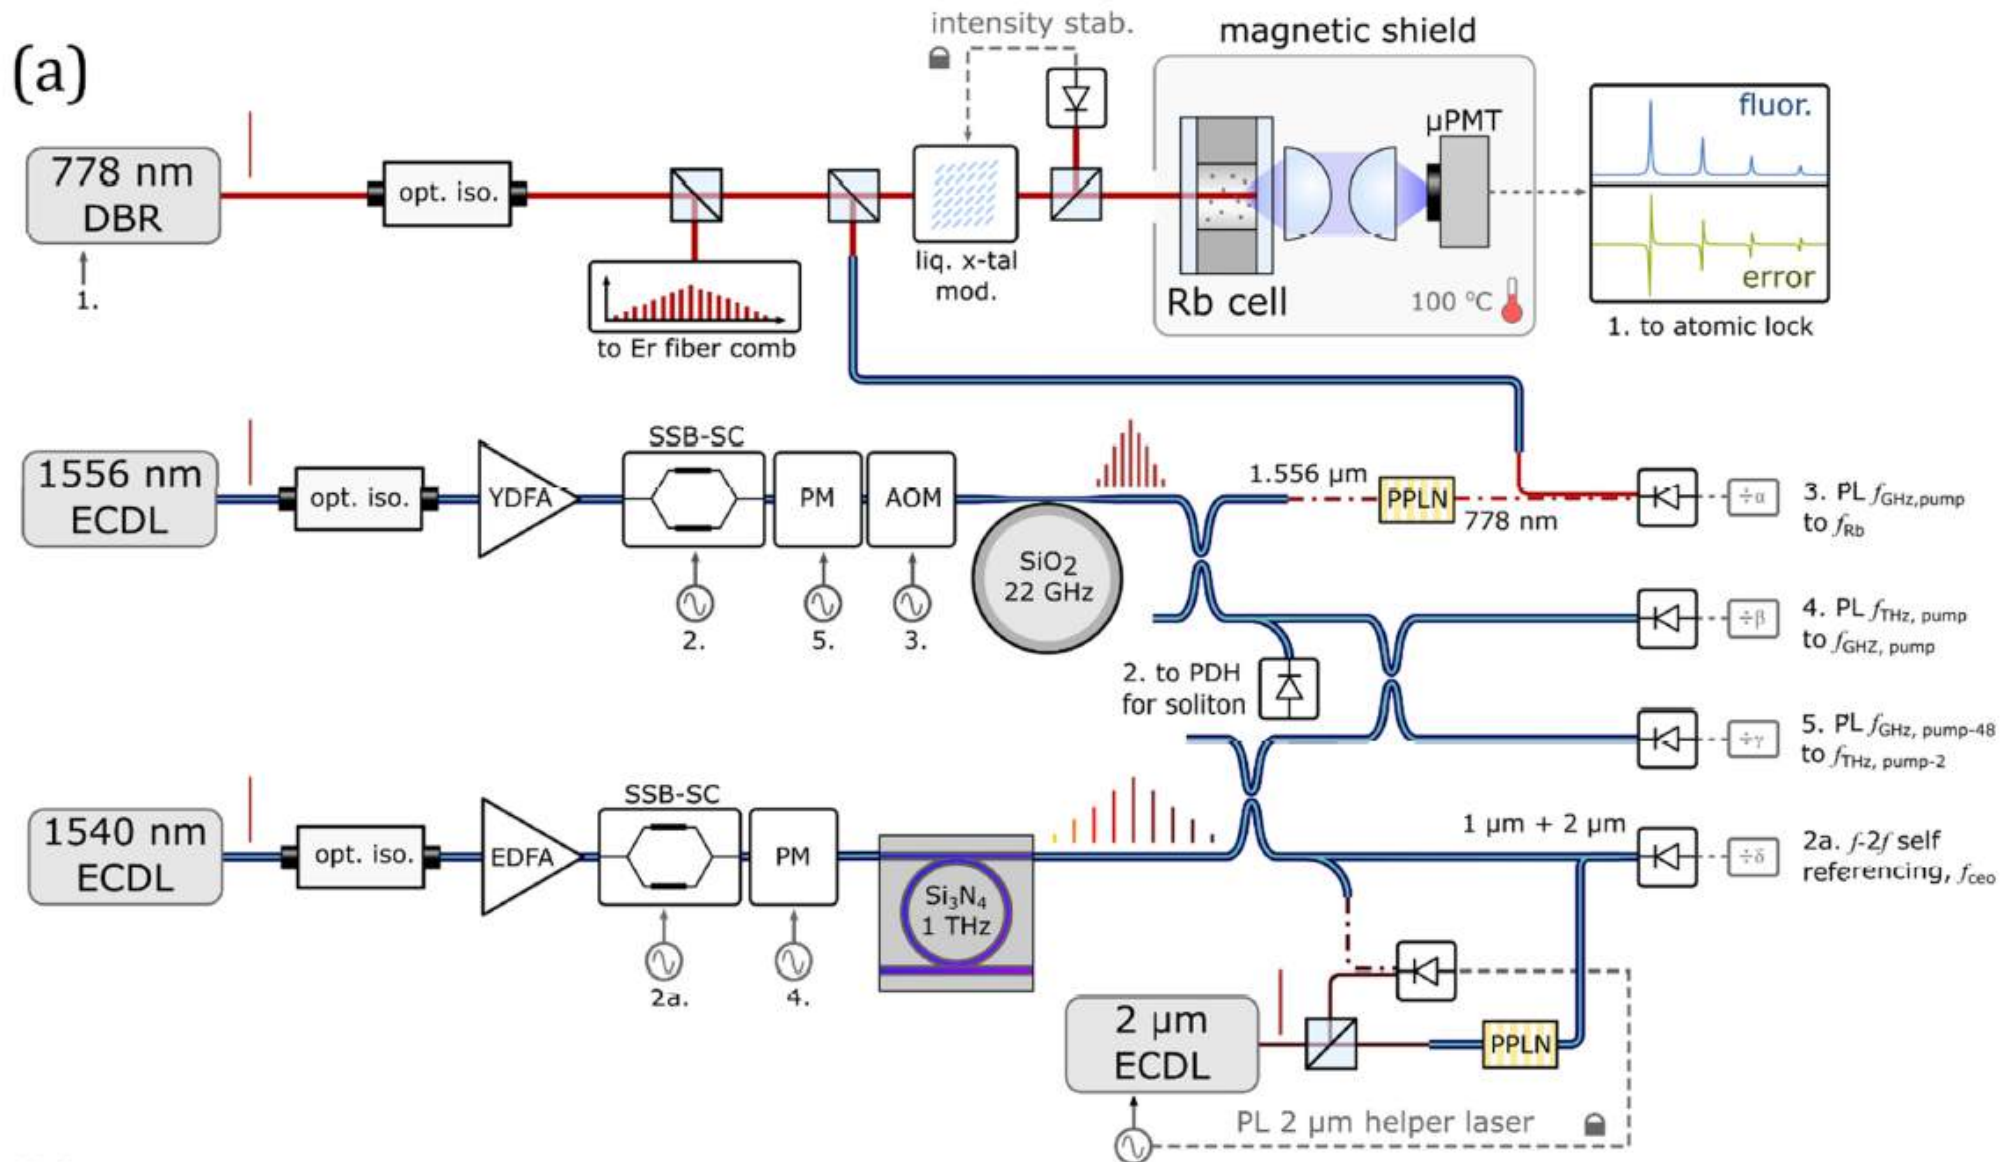 (a)
intensity stab.
magnetic shield
778 nm
DBR
1.
opt. iso.
to Er fiber comb
liq. x-tal
mod.
Rb cell
µPMT
100 °C
fluor.
error
1. to atomic lock
1556 nm
ECDL
opt. iso.
YDFA
SSB-SC
2.
PM
5.
AOM
3.
SiO2
22 GHz
1.556 µm
PPLN
778 nm
÷α
3. PL fGHz,pump
to fRb
÷β
4. PL fTHz, pump
to fGHZ, pump
2. to PDH
for soliton
÷γ
5. PL fGHz, pump-48
to fTHz, pump-2
1540 nm
ECDL
opt. iso.
EDFA
SSB-SC
2a.
PM
4.
Si3N4
1 THz
1 µm + 2 µm
÷δ
2a. f-2f self
referencing, fceo
2 µm
ECDL
PPLN
PL 2 µm helper laser